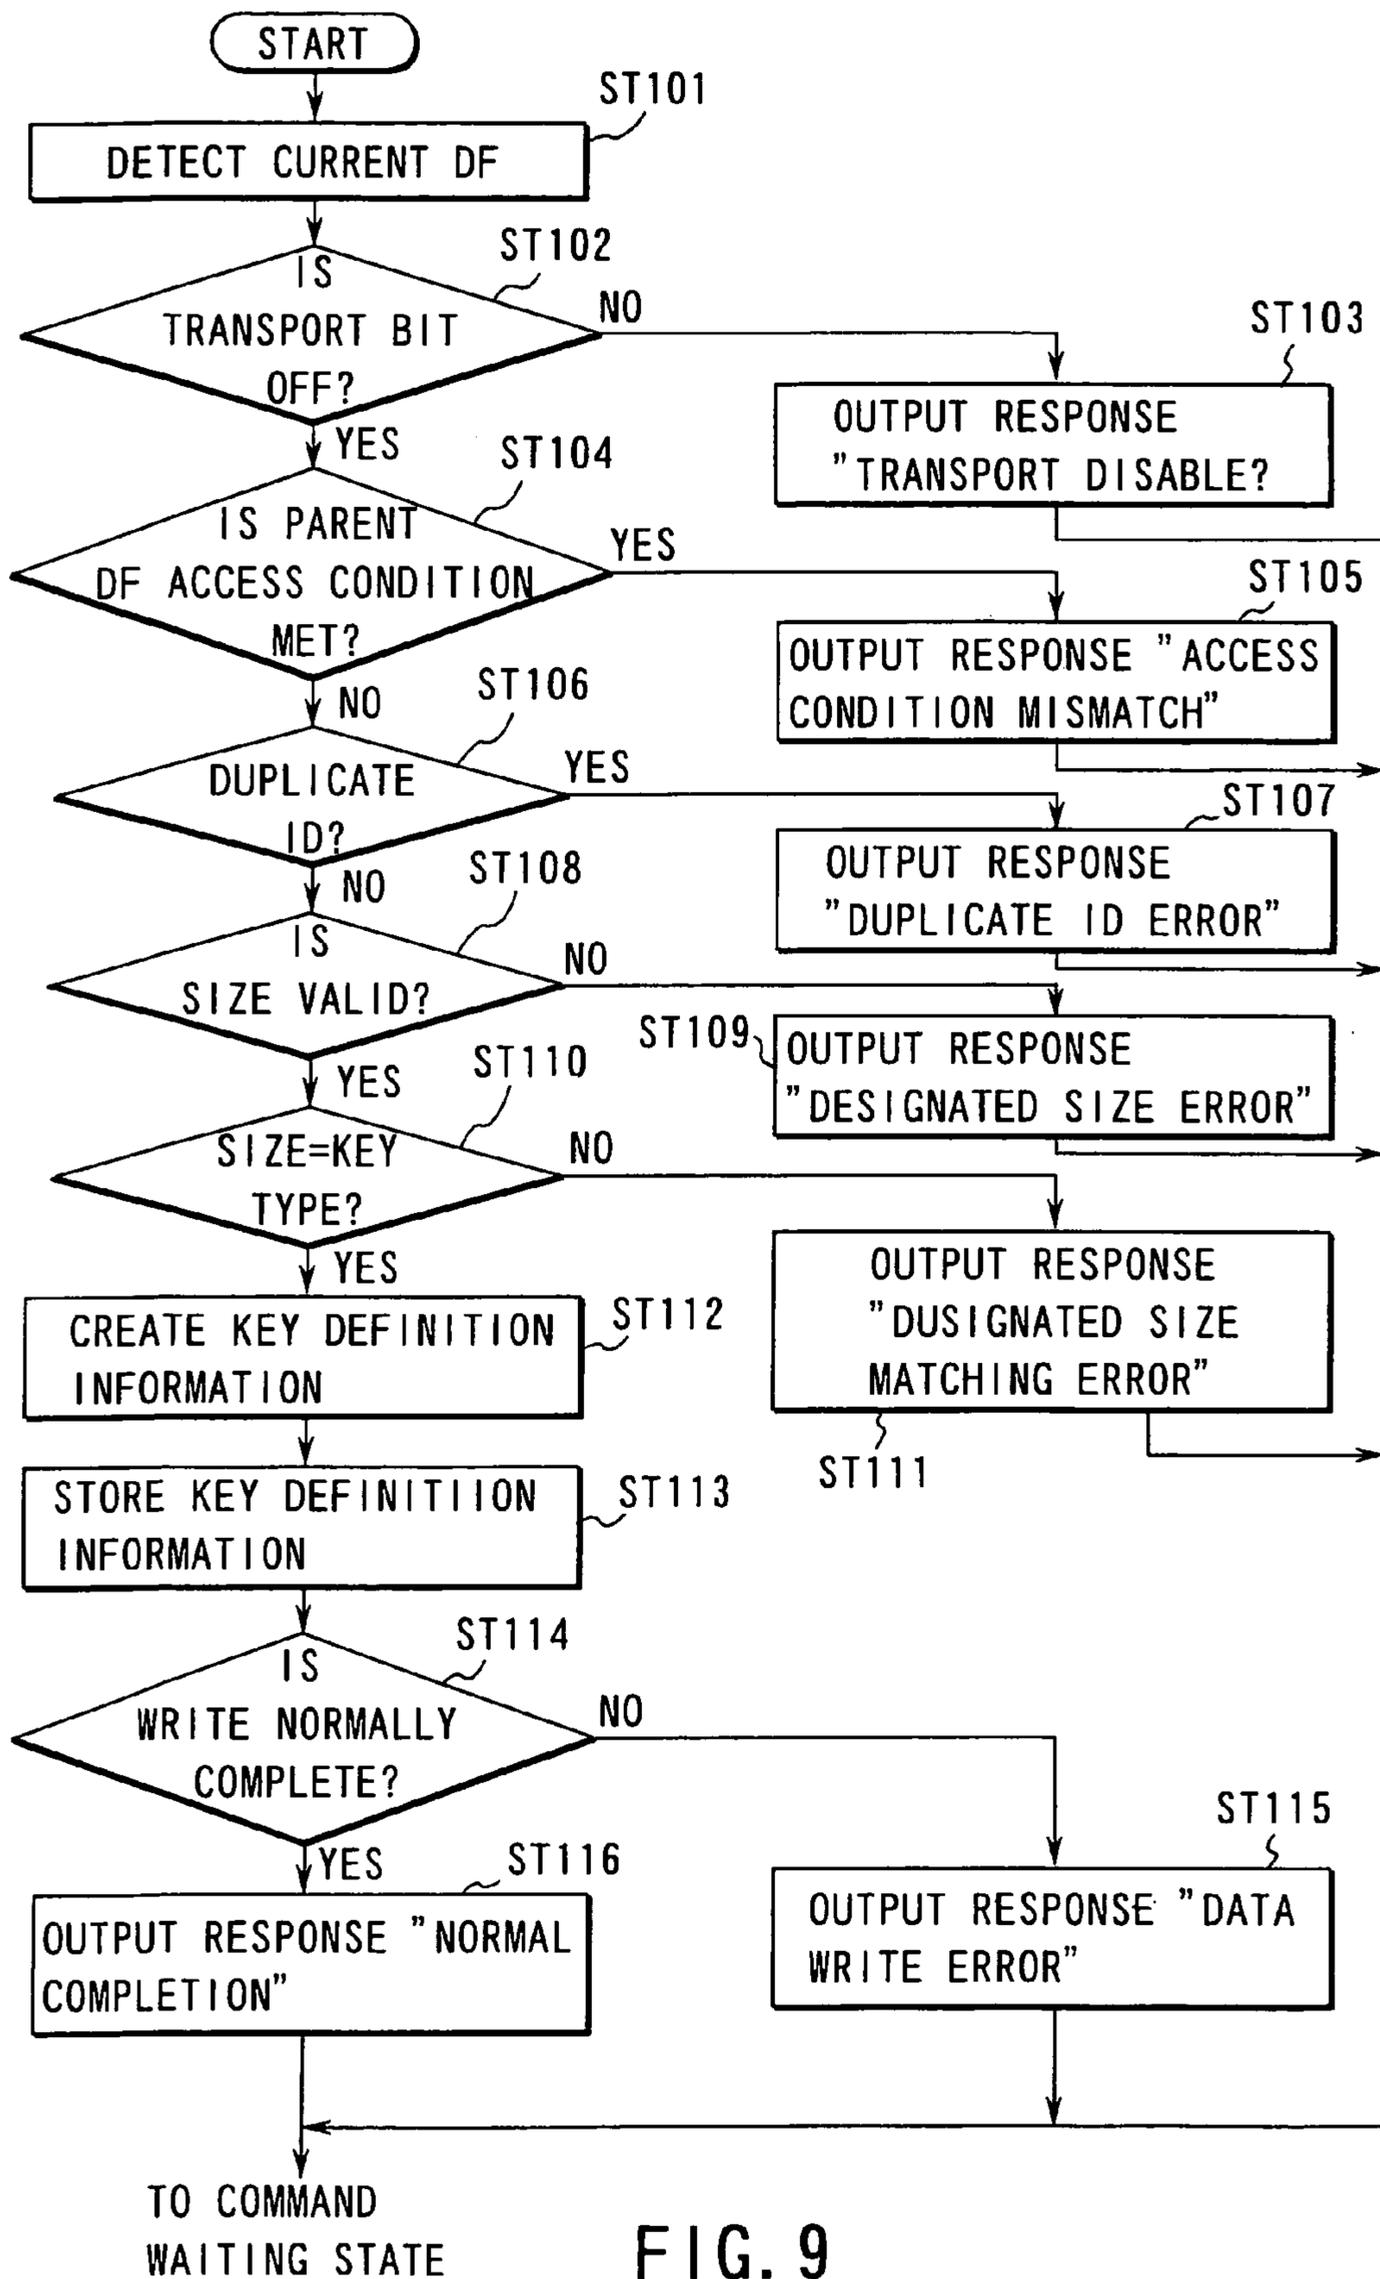 START
ST101
DETECT CURRENT DF
ST102
IS
TRANSPORT BIT
OFF?
NO
YES
ST103
OUTPUT RESPONSE
"TRANSPORT DISABLE?
ST104
IS PARENT
DF ACCESS CONDITION
MET?
YES
NO
ST105
OUTPUT RESPONSE "ACCESS
CONDITION MISMATCH"
ST106
DUPLICATE
ID?
YES
NO
ST107
OUTPUT RESPONSE
"DUPLICATE ID ERROR"
ST108
IS
SIZE VALID?
NO
YES
ST109
OUTPUT RESPONSE
"DESIGNATED SIZE ERROR"
ST110
SIZE=KEY
TYPE?
NO
YES
OUTPUT RESPONSE
"DUSIGNATED SIZE
MATCHING ERROR"
ST111
ST112
CREATE KEY DEFINITION
INFORMATION
ST113
STORE KEY DEFINITIION
INFORMATION
ST114
IS
WRITE NORMALLY
COMPLETE?
NO
YES
ST115
OUTPUT RESPONSE "DATA
WRITE ERROR"
ST116
OUTPUT RESPONSE "NORMAL
COMPLETION"
TO COMMAND
WAITING STATE
FIG. 9